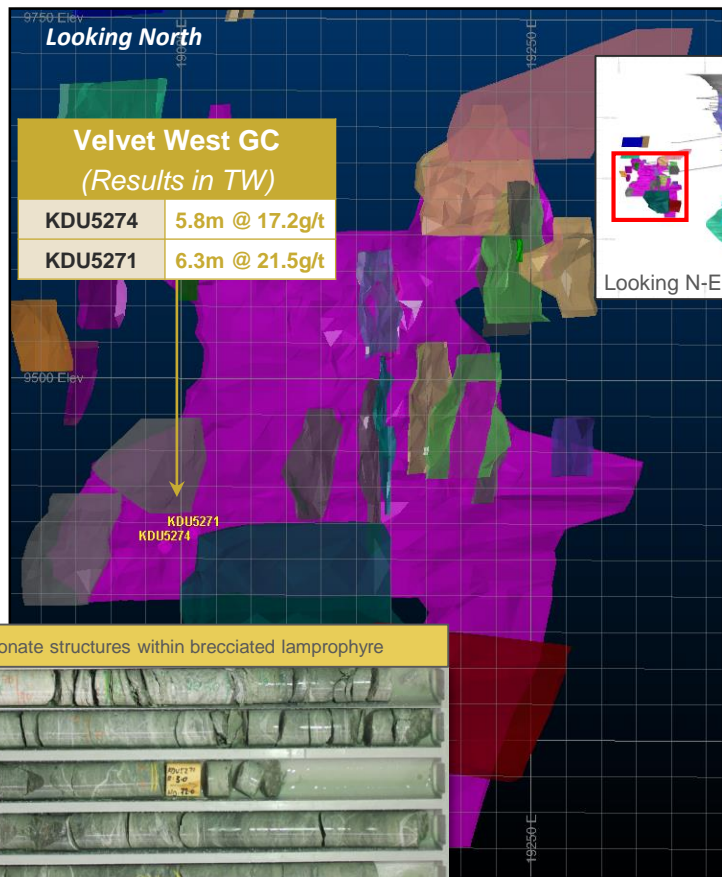 9750 Elev
Looking North
19000 E
19250 E
Velvet West GC
(Results in TW)
KDU5274 5.8m @ 17.2g/t
KDU5271 6.3m @ 21.5g/t
Looking N-E
9500 Elev
KDU5271
KDU5274
onate structures within brecciated lamprophyre
19250 E